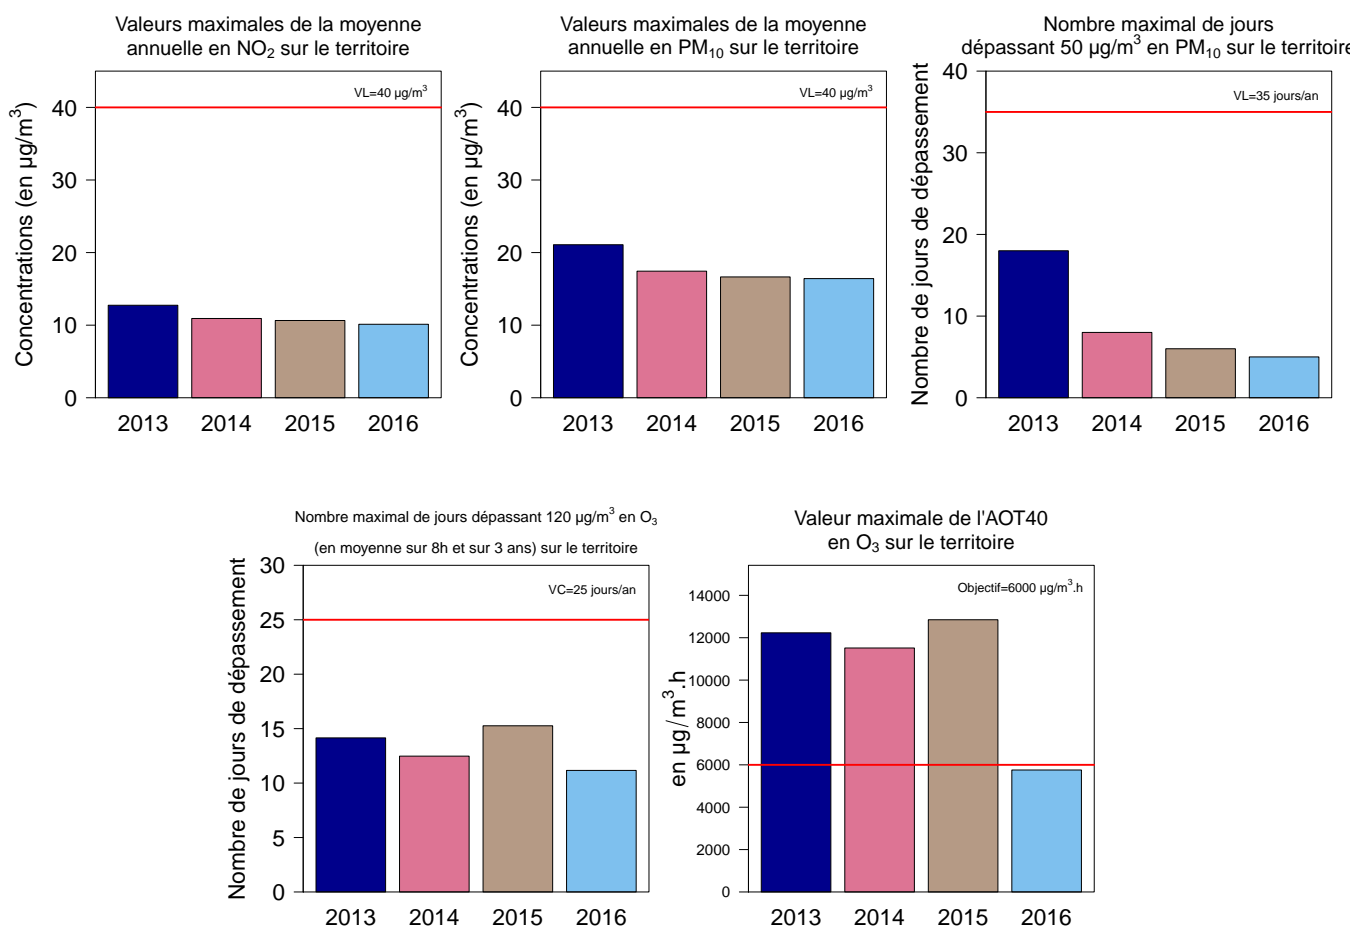 Valeurs maximales de la moyenne
annuelle en NO₂ sur le territoire
VL=40 µg/m³
Concentrations (en µg/m³)
40
30
20
10
0
2013 2014 2015 2016
Valeurs maximales de la moyenne
annuelle en PM₁₀ sur le territoire
VL=40 µg/m³
Concentrations (en µg/m³)
40
30
20
10
0
2013 2014 2015 2016
Nombre maximal de jours
dépassant 50 µg/m³ en PM₁₀ sur le territoire
VL=35 jours/an
Nombre de jours de dépassement
40
30
20
10
0
2013 2014 2015 2016
Nombre maximal de jours dépassant 120 µg/m³ en O₃
(en moyenne sur 8h et sur 3 ans) sur le territoire
VC=25 jours/an
Nombre de jours de dépassement
30
25
20
15
10
5
0
2013 2014 2015 2016
Valeur maximale de l'AOT40
en O₃ sur le territoire
Objectif=6000 µg/m³.h
en µg/m³.h
14000
12000
10000
8000
6000
4000
2000
0
2013 2014 2015 2016